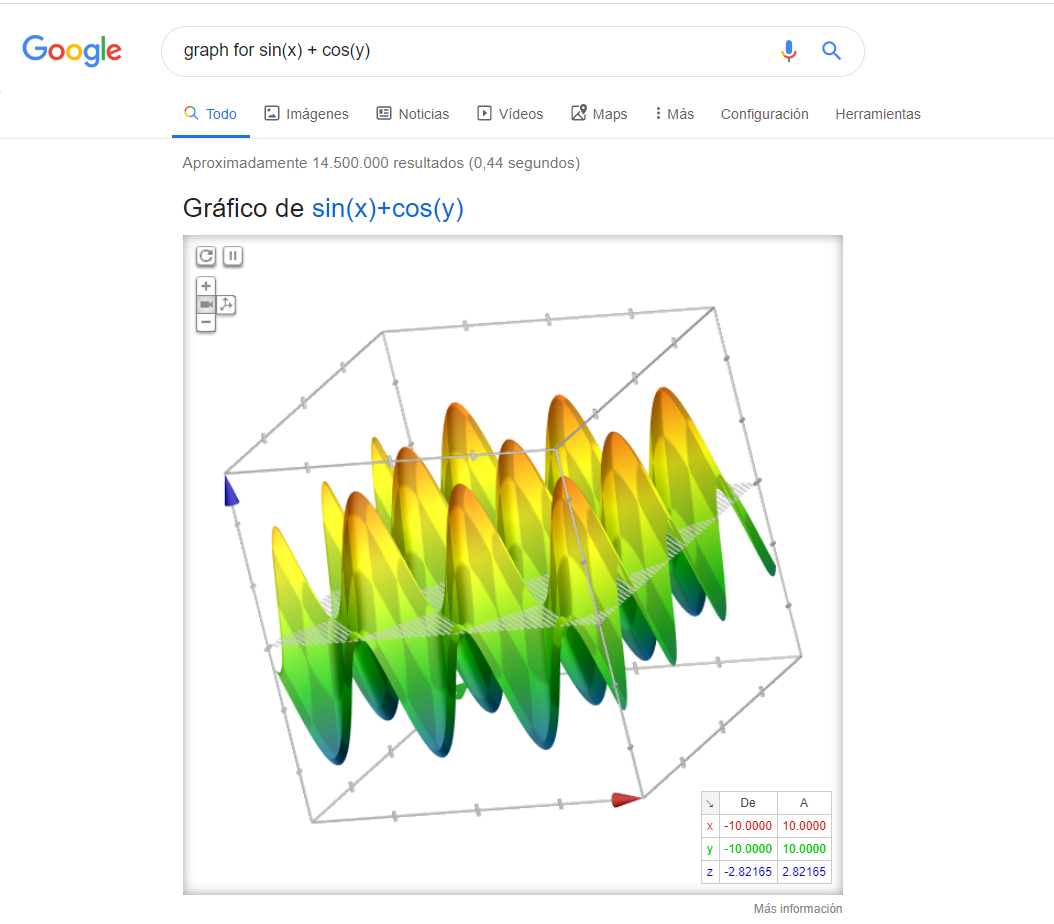 Google
graph for sin(x) + cos(y)
Todo Imágenes Noticias Vídeos Maps Más Configuración Herramientas
Aproximadamente 14.500.000 resultados (0,44 segundos)
Gráfico de sin(x)+cos(y)
De A
x -10.0000 10.0000
y -10.0000 10.0000
z -2.82165 2.82165
Más información